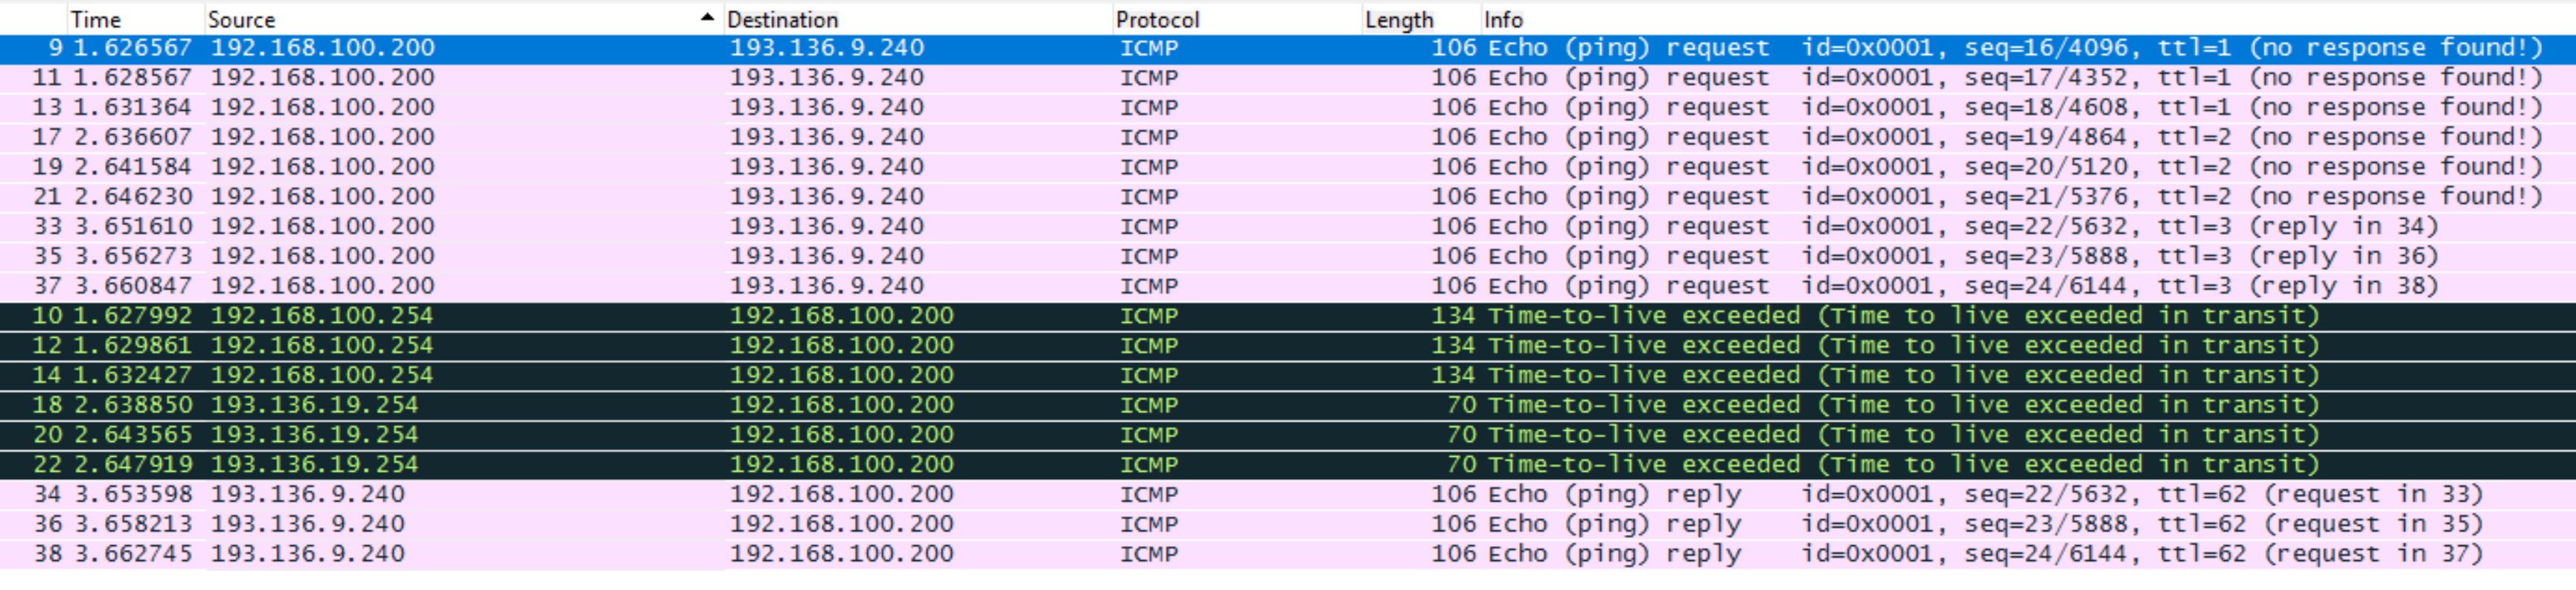 Time Source Destination Protocol Length Info
9 1.626567 192.168.100.200 193.136.9.240 ICMP 106 Echo (ping) request id=0x0001, seq=16/4096, ttl=1 (no response found!)
11 1.628567 192.168.100.200 193.136.9.240 ICMP 106 Echo (ping) request id=0x0001, seq=17/4352, ttl=1 (no response found!)
13 1.631364 192.168.100.200 193.136.9.240 ICMP 106 Echo (ping) request id=0x0001, seq=18/4608, ttl=1 (no response found!)
17 2.636607 192.168.100.200 193.136.9.240 ICMP 106 Echo (ping) request id=0x0001, seq=19/4864, ttl=2 (no response found!)
19 2.641584 192.168.100.200 193.136.9.240 ICMP 106 Echo (ping) request id=0x0001, seq=20/5120, ttl=2 (no response found!)
21 2.646230 192.168.100.200 193.136.9.240 ICMP 106 Echo (ping) request id=0x0001, seq=21/5376, ttl=2 (no response found!)
33 3.651610 192.168.100.200 193.136.9.240 ICMP 106 Echo (ping) request id=0x0001, seq=22/5632, ttl=3 (reply in 34)
35 3.656273 192.168.100.200 193.136.9.240 ICMP 106 Echo (ping) request id=0x0001, seq=23/5888, ttl=3 (reply in 36)
37 3.660847 192.168.100.200 193.136.9.240 ICMP 106 Echo (ping) request id=0x0001, seq=24/6144, ttl=3 (reply in 38)
10 1.627992 192.168.100.254 192.168.100.200 ICMP 134 Time-to-live exceeded (Time to live exceeded in transit)
12 1.629861 192.168.100.254 192.168.100.200 ICMP 134 Time-to-live exceeded (Time to live exceeded in transit)
14 1.632427 192.168.100.254 192.168.100.200 ICMP 134 Time-to-live exceeded (Time to live exceeded in transit)
18 2.638850 193.136.19.254 192.168.100.200 ICMP 70 Time-to-live exceeded (Time to live exceeded in transit)
20 2.643565 193.136.19.254 192.168.100.200 ICMP 70 Time-to-live exceeded (Time to live exceeded in transit)
22 2.647919 193.136.19.254 192.168.100.200 ICMP 70 Time-to-live exceeded (Time to live exceeded in transit)
34 3.653598 193.136.9.240 192.168.100.200 ICMP 106 Echo (ping) reply id=0x0001, seq=22/5632, ttl=62 (request in 33)
36 3.658213 193.136.9.240 192.168.100.200 ICMP 106 Echo (ping) reply id=0x0001, seq=23/5888, ttl=62 (request in 35)
38 3.662745 193.136.9.240 192.168.100.200 ICMP 106 Echo (ping) reply id=0x0001, seq=24/6144, ttl=62 (request in 37)